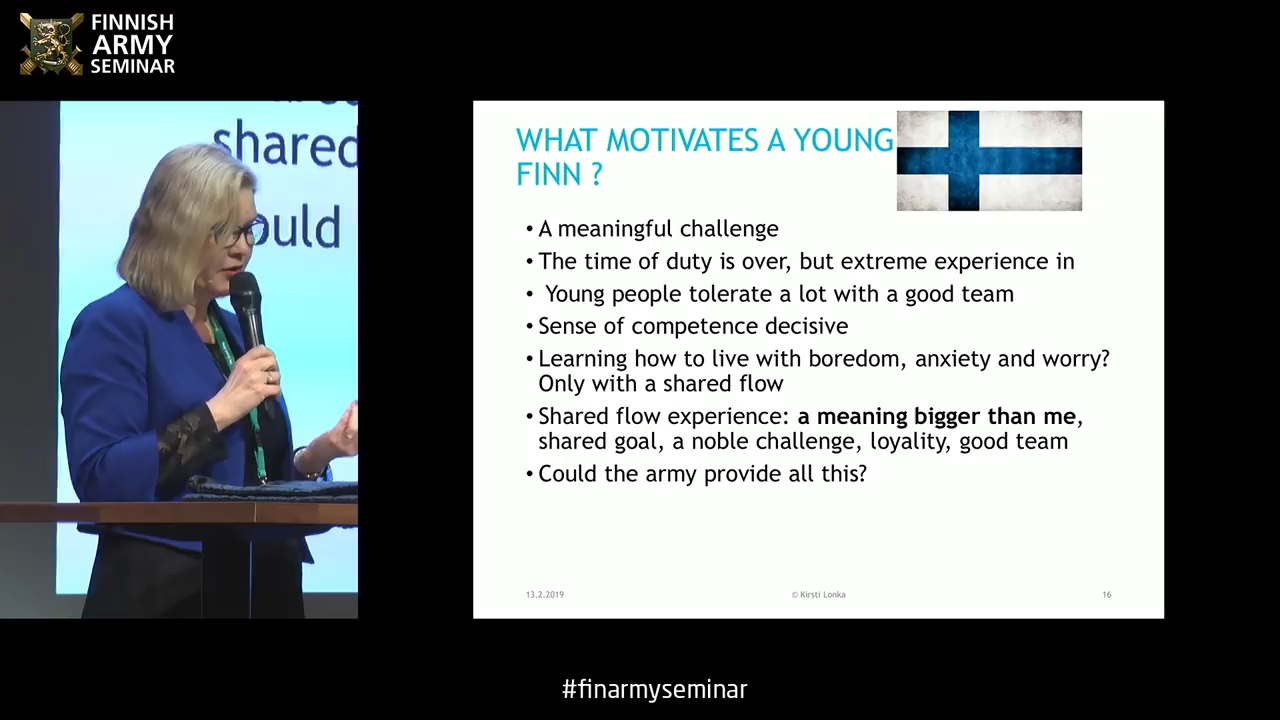 FINNISH
ARMY
SEMINAR
shared
ould
WHAT MOTIVATES A YOUNG
FINN ?
• A meaningful challenge
• The time of duty is over, but extreme experience in
• Young people tolerate a lot with a good team
• Sense of competence decisive
• Learning how to live with boredom, anxiety and worry?
Only with a shared flow
• Shared flow experience: a meaning bigger than me,
shared goal, a noble challenge, loyality, good team
• Could the army provide all this?
13.2.2019
© Kirsti Lonka
16
#finarmyseminar